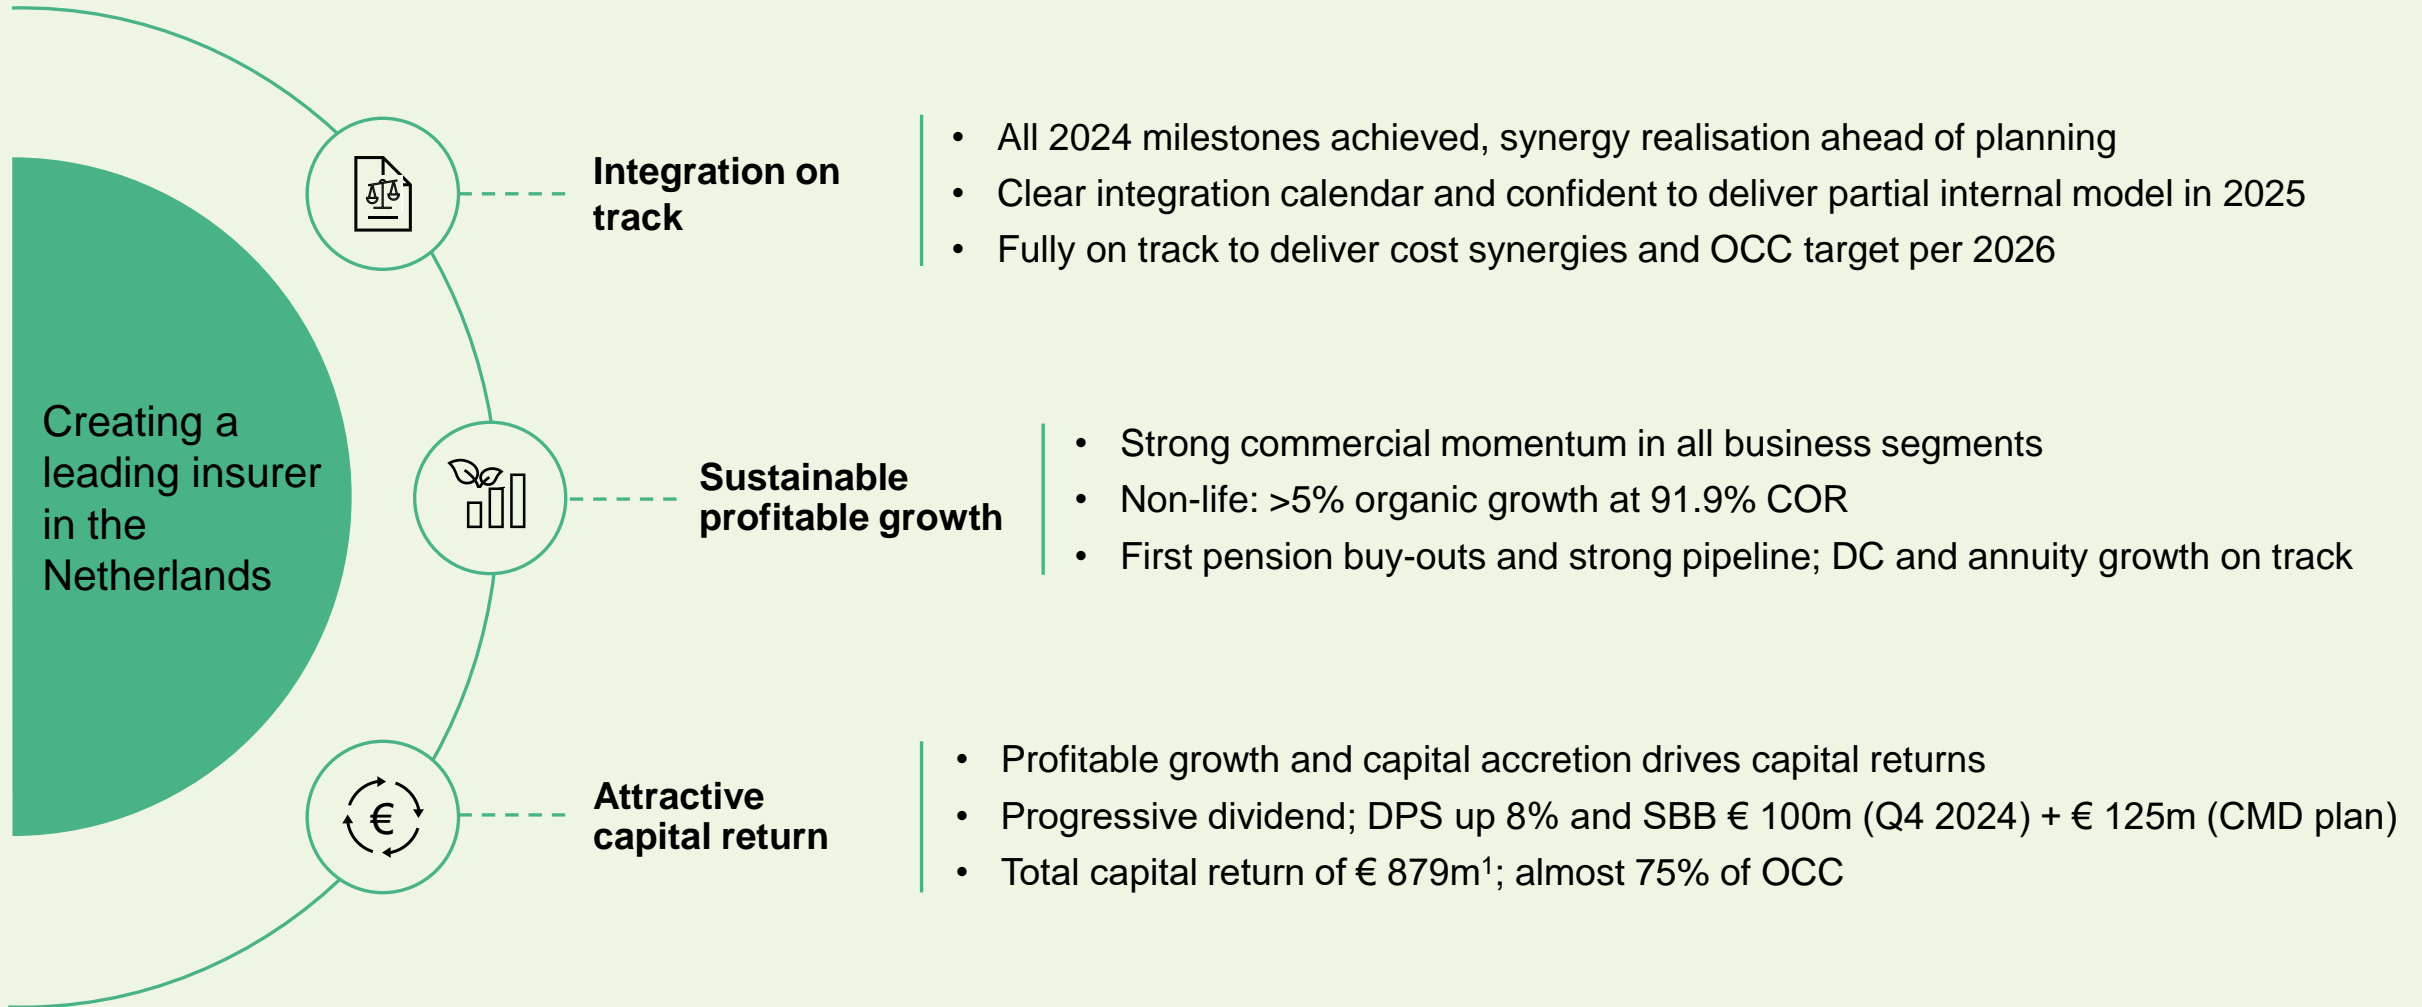 Creating a
leading insurer
in the
Netherlands
Integration on
track
• All 2024 milestones achieved, synergy realisation ahead of planning
• Clear integration calendar and confident to deliver partial internal model in 2025
• Fully on track to deliver cost synergies and OCC target per 2026
Sustainable
profitable growth
• Strong commercial momentum in all business segments
• Non-life: >5% organic growth at 91.9% COR
• First pension buy-outs and strong pipeline; DC and annuity growth on track
€
Attractive
capital return
• Profitable growth and capital accretion drives capital returns
• Progressive dividend; DPS up 8% and SBB € 100m (Q4 2024) + € 125m (CMD plan)
• Total capital return of € 879m¹; almost 75% of OCC